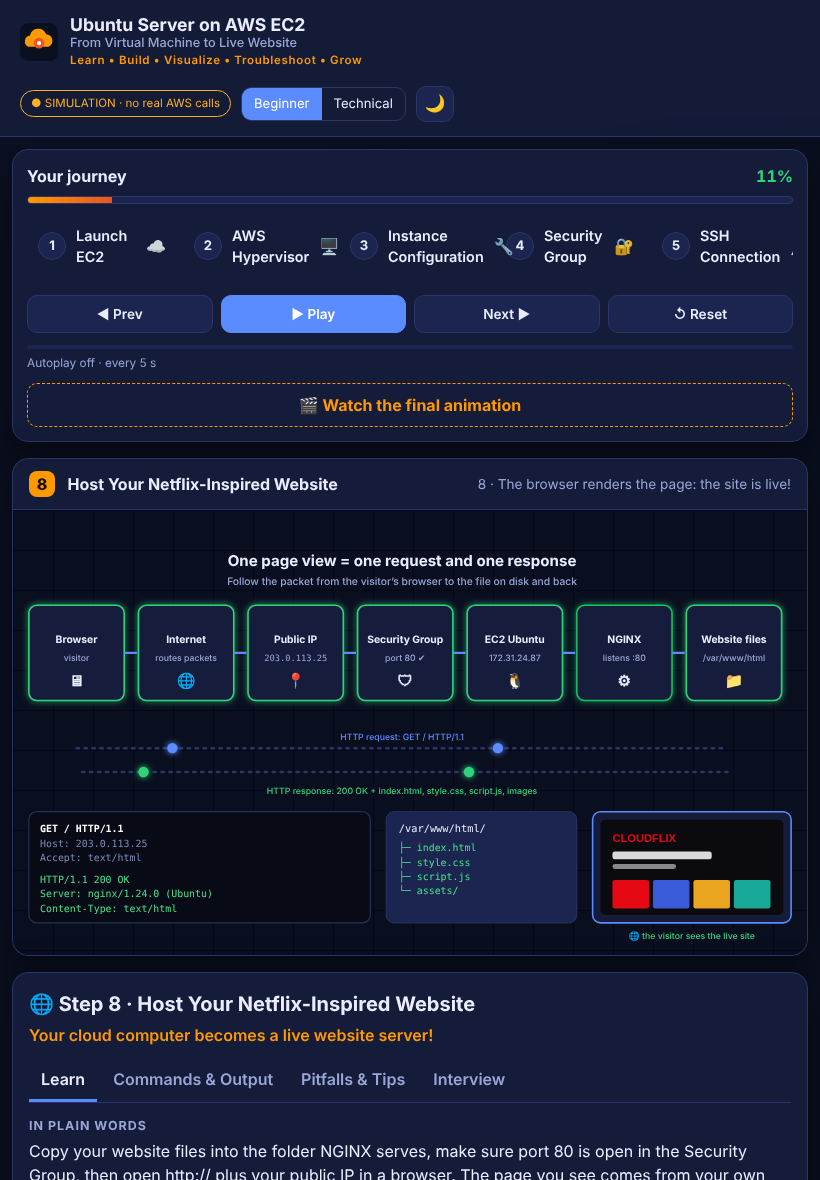 Ubuntu Server on AWS EC2
From Virtual Machine to Live Website
Learn • Build • Visualize • Troubleshoot • Grow
SIMULATION · no real AWS calls
Beginner
Technical
Your journey
11%
1 Launch EC2
2 AWS Hypervisor
3 Instance Configuration
4 Security Group
5 SSH Connection
◀ Prev
▶ Play
Next ▶
↺ Reset
Autoplay off · every 5 s
🎬 Watch the final animation
8 Host Your Netflix-Inspired Website
8 · The browser renders the page: the site is live!
One page view = one request and one response
Follow the packet from the visitor's browser to the file on disk and back
Browser
visitor
Internet
routes packets
Public IP
203.0.113.25
Security Group
port 80 ✓
EC2 Ubuntu
172.31.24.87
NGINX
listens :80
Website files
/var/www/html
HTTP request: GET / HTTP/1.1
HTTP response: 200 OK + index.html, style.css, script.js, images
GET / HTTP/1.1
Host: 203.0.113.25
Accept: text/html
HTTP/1.1 200 OK
Server: nginx/1.24.0 (Ubuntu)
Content-Type: text/html
/var/www/html/
├─ index.html
├─ style.css
├─ script.js
└─ assets/
CLOUDFLIX
🌐 the visitor sees the live site
🌐 Step 8 · Host Your Netflix-Inspired Website
Your cloud computer becomes a live website server!
Learn
Commands & Output
Pitfalls & Tips
Interview
IN PLAIN WORDS
Copy your website files into the folder NGINX serves, make sure port 80 is open in the Security
Group, then open http:// plus your public IP in a browser. The page you see comes from your own